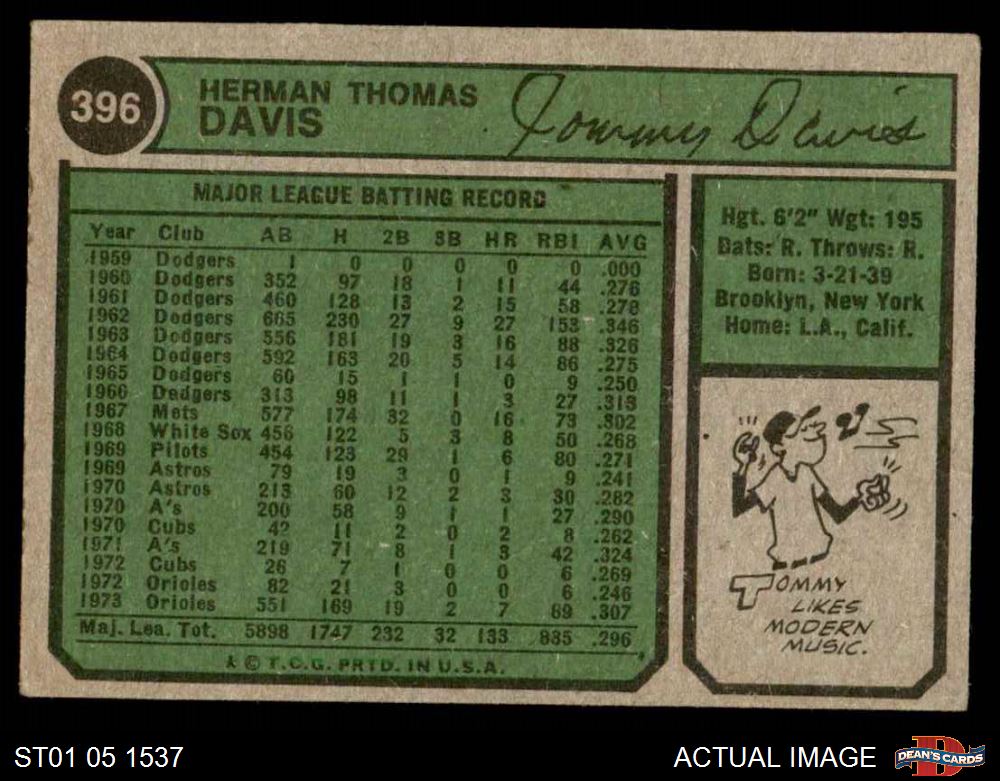 396
HERMAN THOMAS
DAVIS
Tommy Davis
MAJOR LEAGUE BATTING RECORD
Year Club AB H 2B 3B HR RBI AVG
1959 Dodgers 1 0 0 0 0 0 .000
1960 Dodgers 352 97 18 1 11 44 .276
1961 Dodgers 460 128 13 2 15 58 .278
1962 Dodgers 665 230 27 9 27 153 .346
1963 Dodgers 556 181 19 3 16 88 .326
1964 Dodgers 592 163 20 5 14 86 .275
1965 Dodgers 60 15 1 1 0 9 .250
1966 Dodgers 313 98 11 1 3 27 .313
1967 Mets 577 174 32 0 16 73 .302
1968 White Sox 456 122 5 3 8 50 .268
1969 Pilots 454 123 29 1 6 80 .271
1969 Astros 79 19 3 0 1 9 .241
1970 Astros 213 60 12 2 3 30 .282
1970 A's 200 58 9 1 1 27 .290
1970 Cubs 42 11 2 0 2 8 .262
1971 A's 219 71 8 1 3 42 .324
1972 Cubs 26 7 1 0 0 6 .269
1972 Orioles 82 21 3 0 0 6 .246
1973 Orioles 551 169 19 2 7 89 .307
Maj. Lea. Tot. 5898 1747 232 32 133 885 .296
* © T.C.G. PRTD. IN U.S.A.
Hgt. 6'2" Wgt: 195
Bats: R. Throws: R.
Born: 3-21-39
Brooklyn, New York
Home: L.A., Calif.
TOMMY
LIKES
MODERN
MUSIC.
ST01 05 1537
ACTUAL IMAGE
DEAN'S CARDS